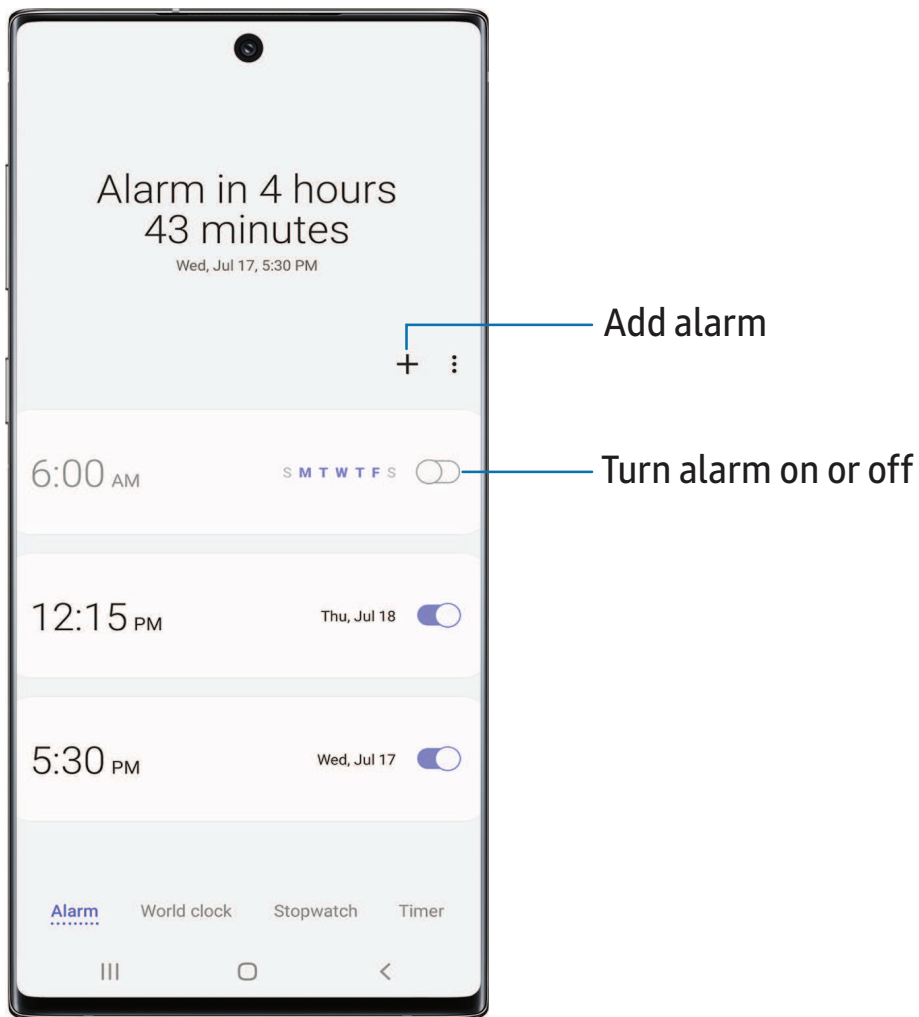 Alarm in 4 hours
43 minutes
Wed, Jul 17, 5:30 PM
Add alarm
6:00 AM S M T W T F S
Turn alarm on or off
12:15 PM Thu, Jul 18
5:30 PM Wed, Jul 17
Alarm World clock Stopwatch Timer